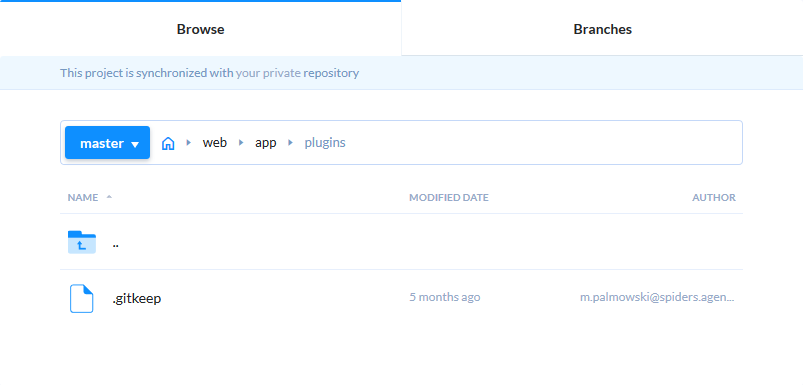 Browse
Branches
This project is synchronized with your private repository
master web app plugins
NAME MODIFIED DATE AUTHOR
..
.gitkeep 5 months ago m.palmowski@spiders.agen...